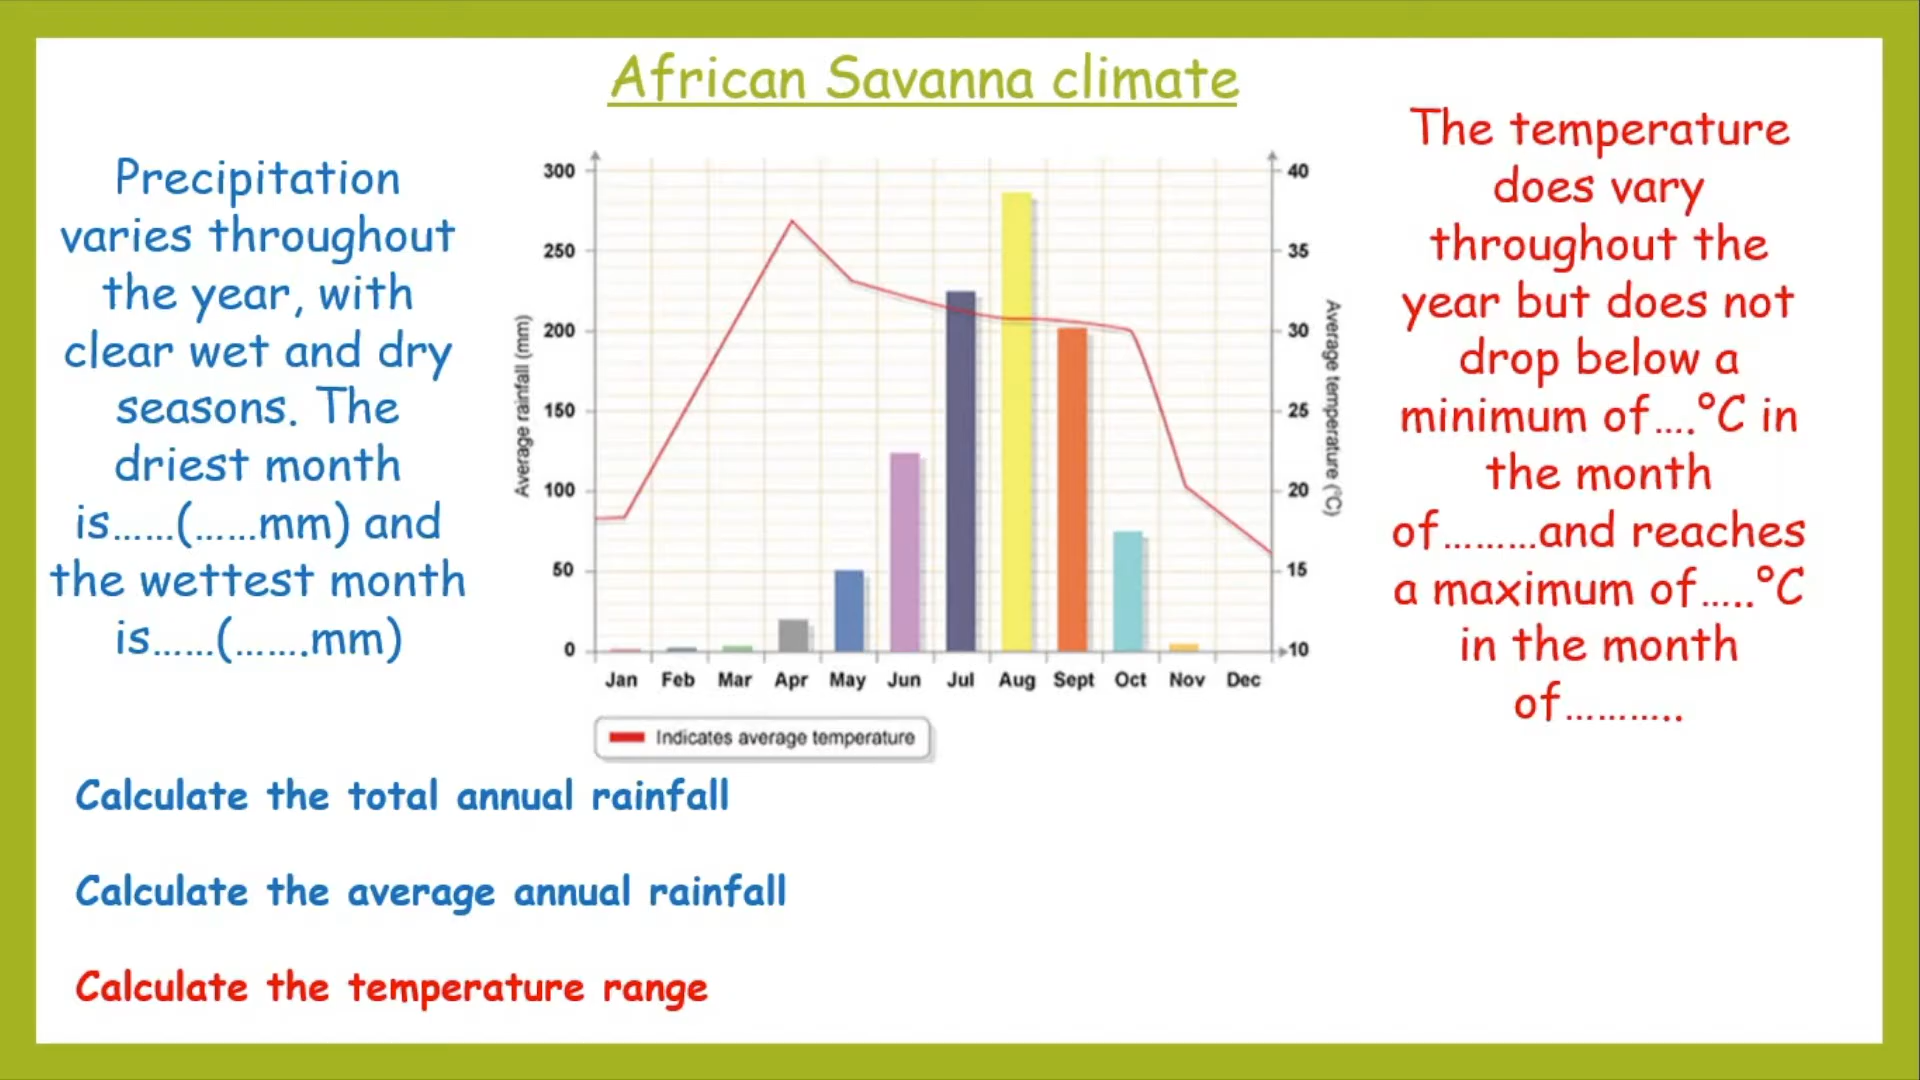 African Savanna climate
Precipitation
varies throughout
the year, with
clear wet and dry
seasons. The
driest month
is……(……mm) and
the wettest month
is……(…….mm)
300
250
200
150
100
50
0
Average rainfall (mm)
40
35
30
25
20
15
10
Average temperature (°C)
Jan Feb Mar Apr May Jun Jul Aug Sept Oct Nov Dec
Indicates average temperature
The temperature
does vary
throughout the
year but does not
drop below a
minimum of….°C in
the month
of………and reaches
a maximum of…..°C
in the month
of………..
Calculate the total annual rainfall
Calculate the average annual rainfall
Calculate the temperature range